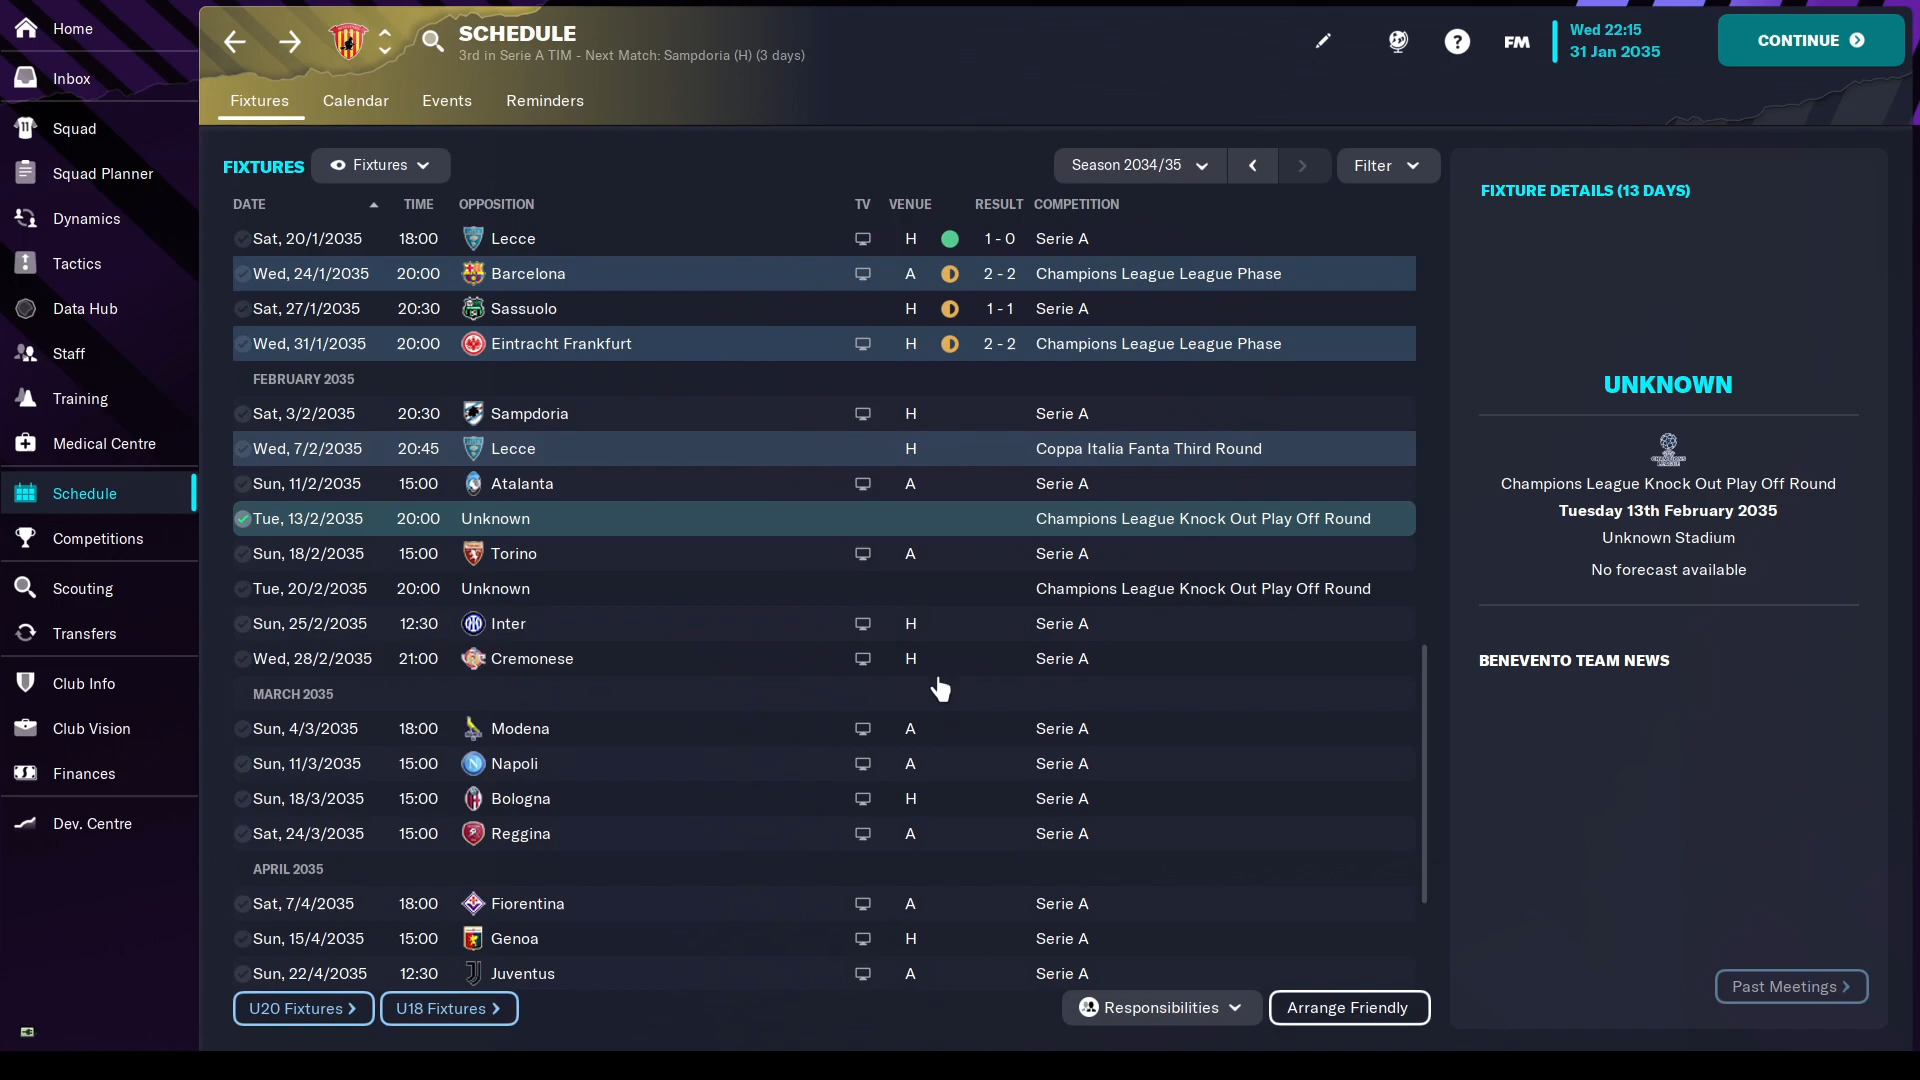 Home
Inbox
Squad
Squad Planner
Dynamics
Tactics
Data Hub
Staff
Training
Medical Centre
Schedule
Competitions
Scouting
Transfers
Club Info
Club Vision
Finances
Dev. Centre
SCHEDULE
3rd in Serie A TIM - Next Match: Sampdoria (H) (3 days)
FM
Wed 22:15
31 Jan 2035
CONTINUE
Fixtures Calendar Events Reminders
FIXTURES Fixtures Season 2034/35 Filter
DATE TIME OPPOSITION TV VENUE RESULT COMPETITION
Sat, 20/1/2035 18:00 Lecce H 1 - 0 Serie A
Wed, 24/1/2035 20:00 Barcelona A 2 - 2 Champions League League Phase
Sat, 27/1/2035 20:30 Sassuolo H 1 - 1 Serie A
Wed, 31/1/2035 20:00 Eintracht Frankfurt H 2 - 2 Champions League League Phase
FEBRUARY 2035
Sat, 3/2/2035 20:30 Sampdoria H Serie A
Wed, 7/2/2035 20:45 Lecce H Coppa Italia Fanta Third Round
Sun, 11/2/2035 15:00 Atalanta A Serie A
Tue, 13/2/2035 20:00 Unknown Champions League Knock Out Play Off Round
Sun, 18/2/2035 15:00 Torino A Serie A
Tue, 20/2/2035 20:00 Unknown Champions League Knock Out Play Off Round
Sun, 25/2/2035 12:30 Inter H Serie A
Wed, 28/2/2035 21:00 Cremonese H Serie A
MARCH 2035
Sun, 4/3/2035 18:00 Modena A Serie A
Sun, 11/3/2035 15:00 Napoli A Serie A
Sun, 18/3/2035 15:00 Bologna H Serie A
Sat, 24/3/2035 15:00 Reggina A Serie A
APRIL 2035
Sat, 7/4/2035 18:00 Fiorentina A Serie A
Sun, 15/4/2035 15:00 Genoa H Serie A
Sun, 22/4/2035 12:30 Juventus A Serie A
U20 Fixtures U18 Fixtures Responsibilities Arrange Friendly
FIXTURE DETAILS (13 DAYS)
UNKNOWN
Champions League Knock Out Play Off Round
Tuesday 13th February 2035
Unknown Stadium
No forecast available
BENEVENTO TEAM NEWS
Past Meetings